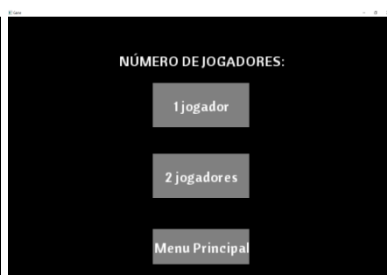 NÚMERO DE JOGADORES:
1 jogador
2 jogadores
Menu Principal